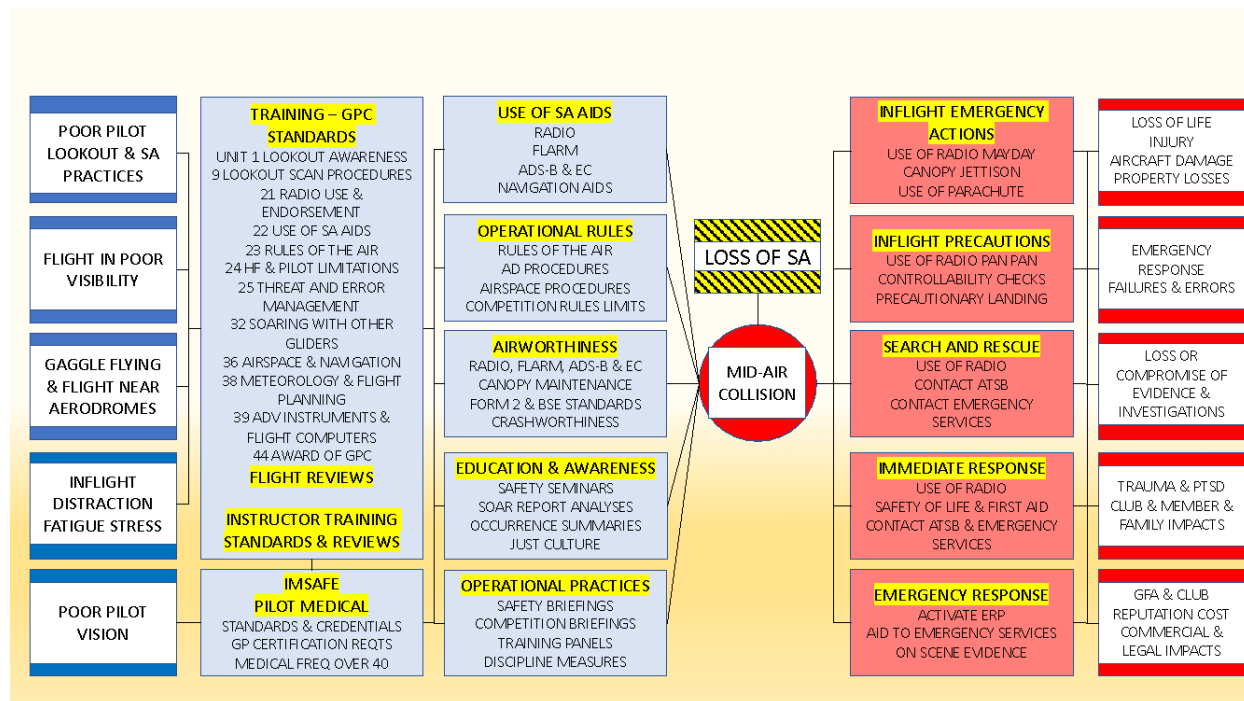 POOR PILOT
LOOKOUT & SA
PRACTICES
FLIGHT IN POOR
VISIBILITY
GAGGLE FLYING
& FLIGHT NEAR
AERODROMES
INFLIGHT
DISTRACTION
FATIGUE STRESS
POOR PILOT
VISION
TRAINING – GPC
STANDARDS
UNIT 1 LOOKOUT AWARENESS
9 LOOKOUT SCAN PROCEDURES
21 RADIO USE &
ENDORSEMENT
22 USE OF SA AIDS
23 RULES OF THE AIR
24 HF & PILOT LIMITATIONS
25 THREAT AND ERROR
MANAGEMENT
32 SOARING WITH OTHER
GLIDERS
36 AIRSPACE & NAVIGATION
38 METEOROLOGY & FLIGHT
PLANNING
39 ADV INSTRUMENTS &
FLIGHT COMPUTERS
44 AWARD OF GPC
FLIGHT REVIEWS
INSTRUCTOR TRAINING
STANDARDS & REVIEWS
IMSAFE
PILOT MEDICAL
STANDARDS & CREDENTIALS
GP CERTIFICATION REQTS
MEDICAL FREQ OVER 40
USE OF SA AIDS
RADIO
FLARM
ADS-B & EC
NAVIGATION AIDS
OPERATIONAL RULES
RULES OF THE AIR
AD PROCEDURES
AIRSPACE PROCEDURES
COMPETITION RULES LIMITS
AIRWORTHINESS
RADIO, FLARM, ADS-B & EC
CANOPY MAINTENANCE
FORM 2 & BSE STANDARDS
CRASHWORTHINESS
EDUCATION & AWARENESS
SAFETY SEMINARS
SOAR REPORT ANALYSES
OCCURRENCE SUMMARIES
JUST CULTURE
OPERATIONAL PRACTICES
SAFETY BRIEFINGS
COMPETITION BRIEFINGS
TRAINING PANELS
DISCIPLINE MEASURES
LOSS OF SA
MID-AIR
COLLISION
INFLIGHT EMERGENCY
ACTIONS
USE OF RADIO MAYDAY
CANOPY JETTISON
USE OF PARACHUTE
INFLIGHT PRECAUTIONS
USE OF RADIO PAN PAN
CONTROLLABILITY CHECKS
PRECAUTIONARY LANDING
SEARCH AND RESCUE
USE OF RADIO
CONTACT ATSB
CONTACT EMERGENCY
SERVICES
IMMEDIATE RESPONSE
USE OF RADIO
SAFETY OF LIFE & FIRST AID
CONTACT ATSB & EMERGENCY
SERVICES
EMERGENCY RESPONSE
ACTIVATE ERP
AID TO EMERGENCY SERVICES
ON SCENE EVIDENCE
LOSS OF LIFE
INJURY
AIRCRAFT DAMAGE
PROPERTY LOSSES
EMERGENCY
RESPONSE
FAILURES & ERRORS
LOSS OR
COMPROMISE OF
EVIDENCE &
INVESTIGATIONS
TRAUMA & PTSD
CLUB & MEMBER &
FAMILY IMPACTS
GFA & CLUB
REPUTATION COST
COMMERCIAL &
LEGAL IMPACTS